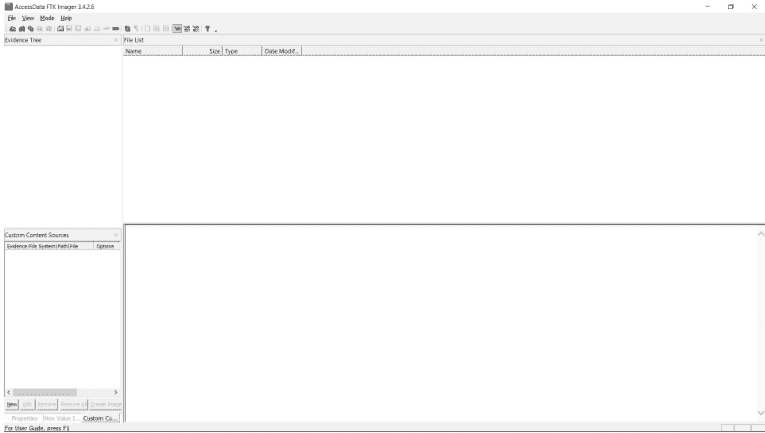 AccessData FTK Imager 3.4.2.6
File View Mode Help
Evidence Tree
File List
Name Size Type Date Modif...
Custom Content Sources
Evidence:File System|Path|File Options
New Edit Remove Remove All Create Image
Properties Hex Value I... Custom Co...
For User Guide, press F1